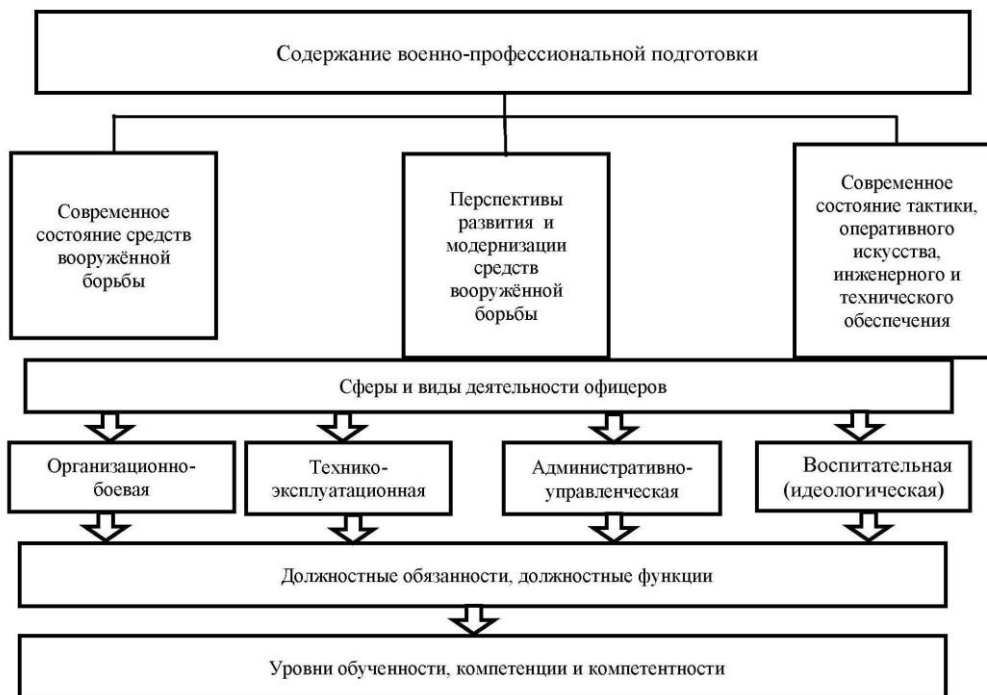 Содержание военно-профессиональной подготовки
Современное
состояние средств
вооружённой
борьбы
Перспективы
развития и
модернизации
средств
вооружённой
борьбы
Современное
состояние тактики,
оперативного
искусства,
инженерного и
технического
обеспечения
Сферы и виды деятельности офицеров
Организационно-
боевая
Технико-
эксплуатационная
Административно-
управленческая
Воспитательная
(идеологическая)
Должностные обязанности, должностные функции
Уровни обученности, компетенции и компетентности